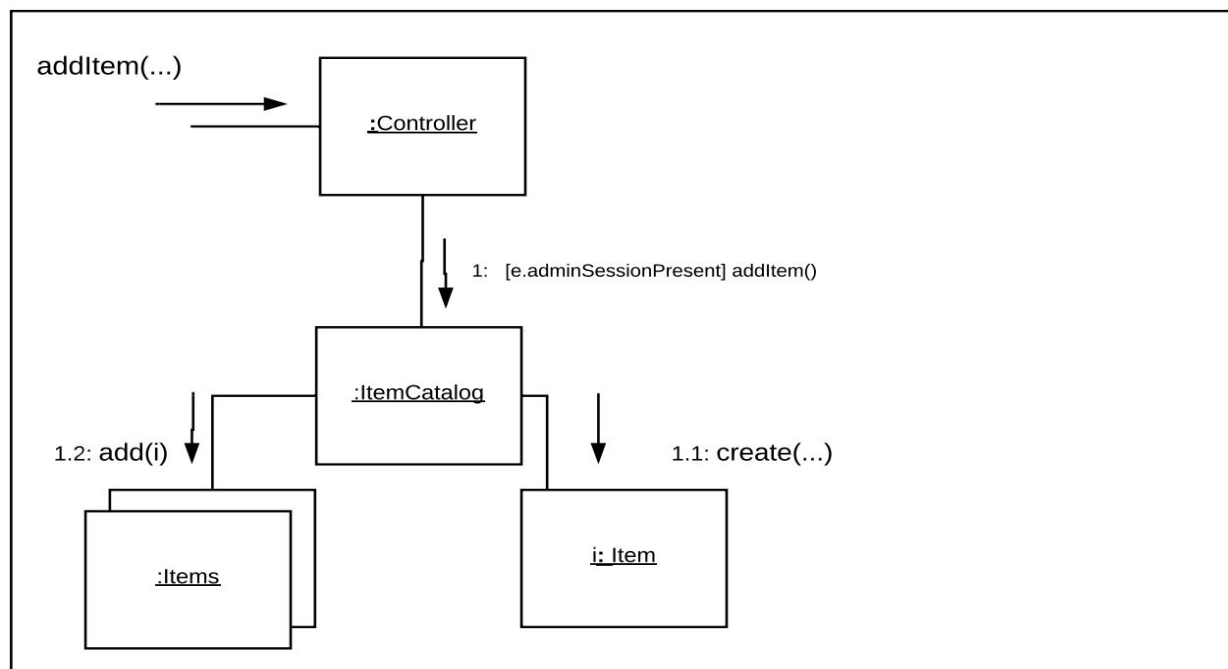 addItem(...)
:Controller
1: [e.adminSessionPresent] addItem()
:ItemCatalog
1.2: add(i)
1.1: create(...)
:Items
i: Item